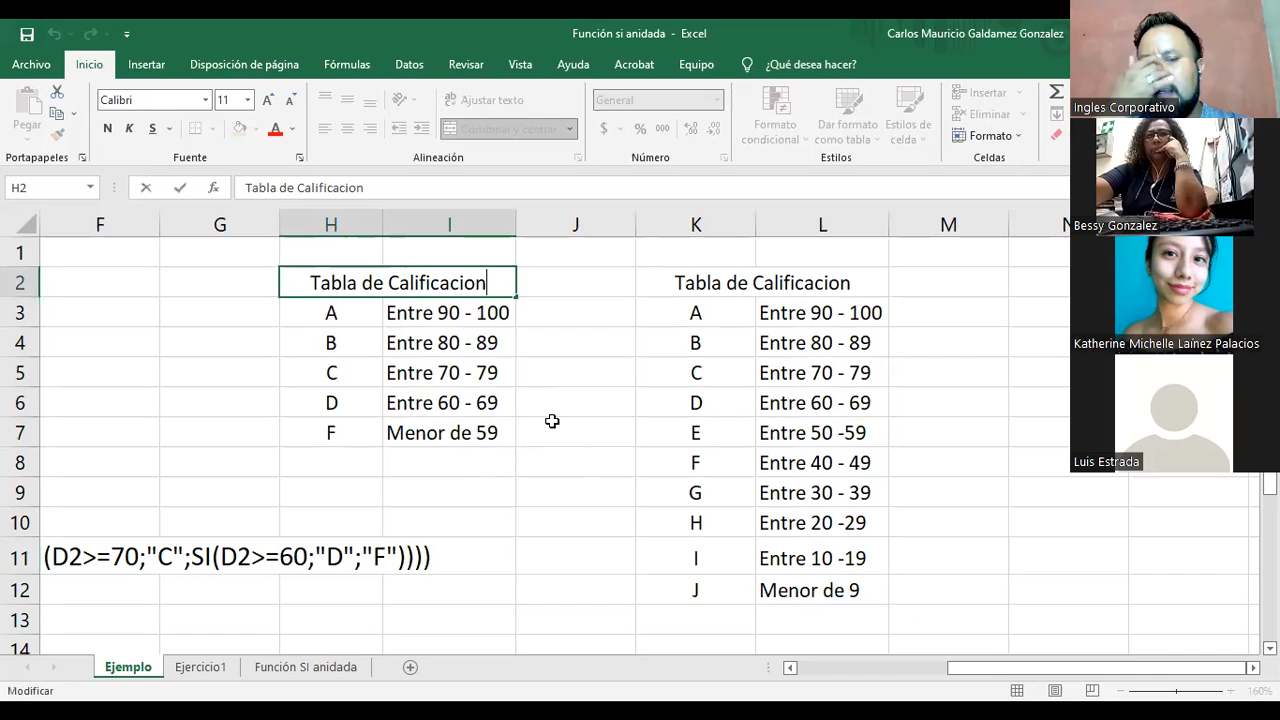 Función si anidada - Excel
Carlos Mauricio Galdamez Gonzalez
Archivo Inicio Insertar Disposición de página Fórmulas Datos Revisar Vista Ayuda Acrobat Equipo ¿Qué desea hacer?
Pegar
Calibri 11
N K S
Ajustar texto
Combinar y centrar
General
$ % 000
Formato condicional
Dar formato como tabla
Estilos de celda
Insertar
Eliminar
Formato
Portapapeles Fuente Alineación Número Estilos Celdas
H2 fx Tabla de Calificacion
F G H I J K L M N
1
2 Tabla de Calificacion Tabla de Calificacion
3 A Entre 90 - 100 A Entre 90 - 100
4 B Entre 80 - 89 B Entre 80 - 89
5 C Entre 70 - 79 C Entre 70 - 79
6 D Entre 60 - 69 D Entre 60 - 69
7 F Menor de 59 E Entre 50 -59
8 F Entre 40 - 49
9 G Entre 30 - 39
10 H Entre 20 -29
11 (D2>=70;"C";SI(D2>=60;"D";"F")))) I Entre 10 -19
12 J Menor de 9
13
14
Ejemplo Ejercicio1 Función SI anidada
Modificar
160%
Ingles Corporativo
Bessy Gonzalez
Katherine Michelle Laínez Palacios
Luis Estrada